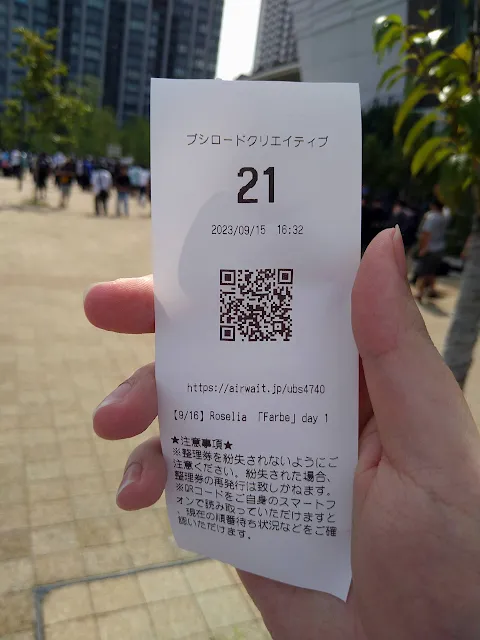 ブシロードクリエイティブ
21
2023/09/15 16:32
https://airwait.jp/ubs4740
【9/16】Roselia 「Farbe」day 1
★注意事項★
※整理券を紛失されないようにご
注意ください。紛失された場合、
整理券の再発行は致しかねます。
※QRコードをご自身のスマートフ
ォンで読み取っていただけますと
、現在の順番待ち状況などをご確
認いただけます。